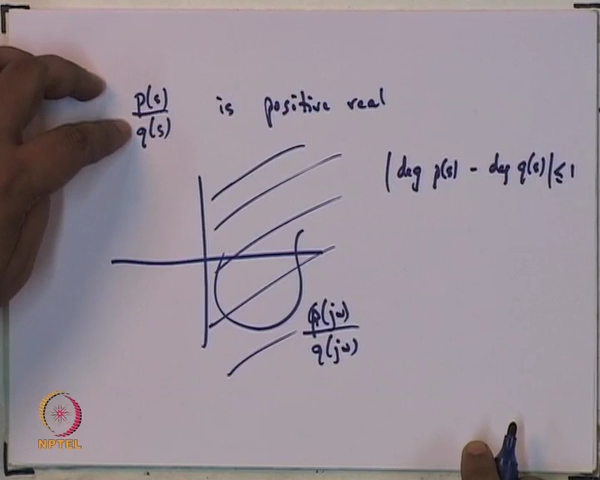 p(s)
q(s)
is positive real
|deg p(s) - deg q(s)| ≤ 1
p(jω)
q(jω)
NPTEL